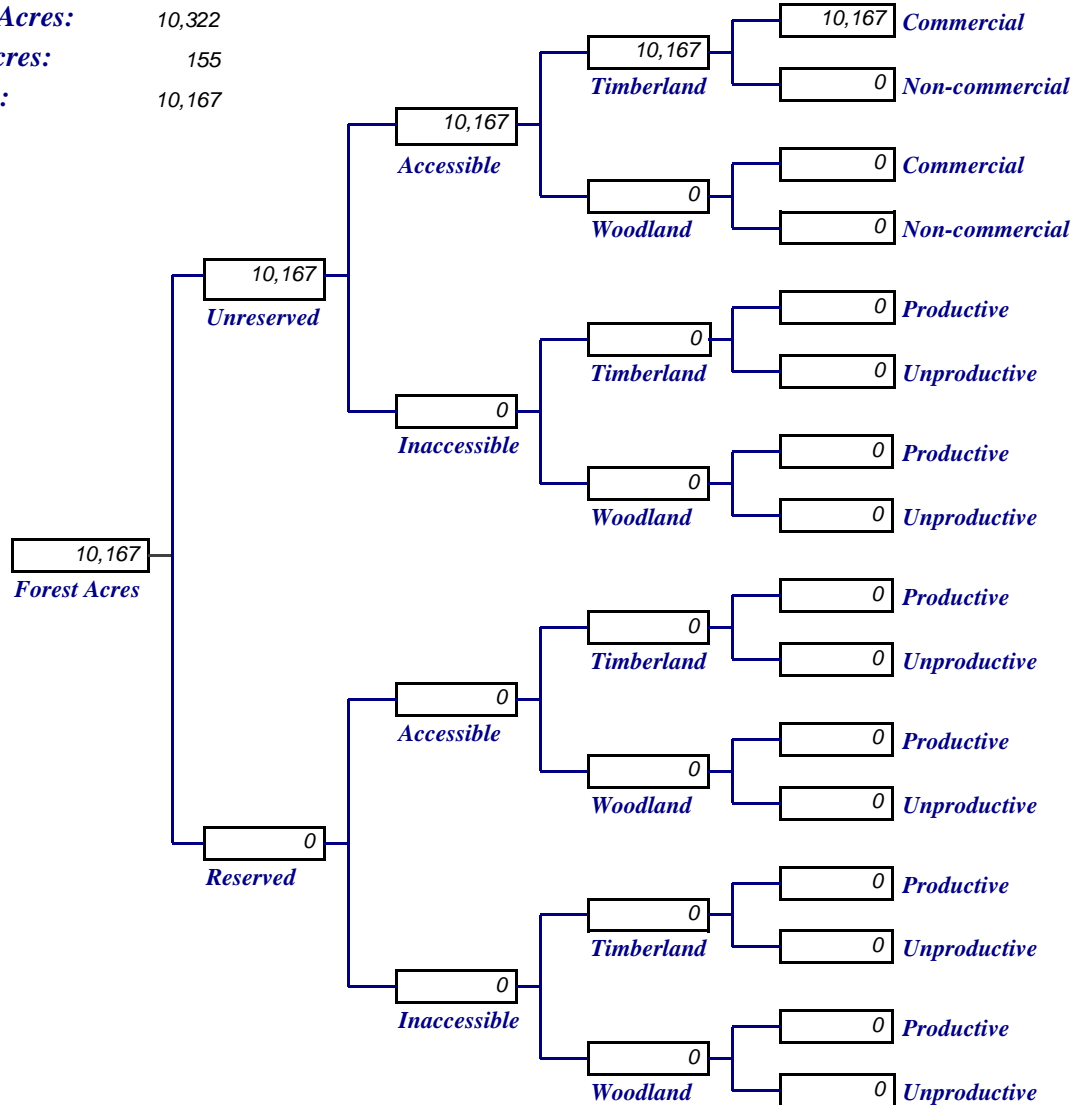 Acres: 10,322
cres: 155
: 10,167
10,167 Commercial
10,167
Timberland
0 Non-commercial
10,167
Accessible
0 Commercial
0
Woodland
0 Non-commercial
10,167
Unreserved
0 Productive
0
Timberland
0 Unproductive
0
Inaccessible
0 Productive
0
Woodland
0 Unproductive
10,167
Forest Acres
0 Productive
0
Timberland
0 Unproductive
0
Accessible
0 Productive
0
Woodland
0 Unproductive
0
Reserved
0 Productive
0
Timberland
0 Unproductive
0
Inaccessible
0 Productive
0
Woodland
0 Unproductive